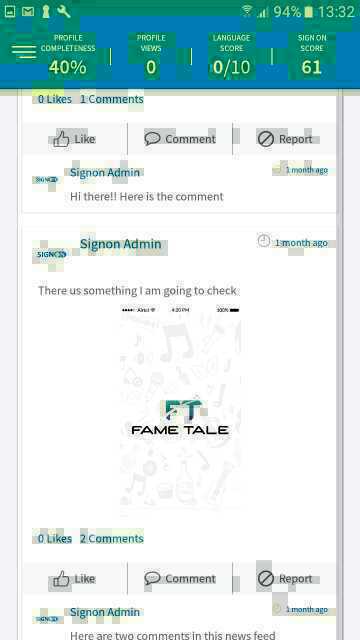 94% 13:32
PROFILE COMPLETENESS 40%
PROFILE VIEWS 0
LANGUAGE SCORE 0/10
SIGN ON SCORE 61
0 Likes 1 Comments
Like Comment Report
Signon Admin 1 month ago
SIGNON
Hi there!! Here is the comment
Signon Admin 1 month ago
SIGNON
There us something I am going to check
Airtel 4:20 PM 100%
FT
FAME TALE
0 Likes 2 Comments
Like Comment Report
Signon Admin 1 month ago
SIGNON
Here are two comments in this news feed